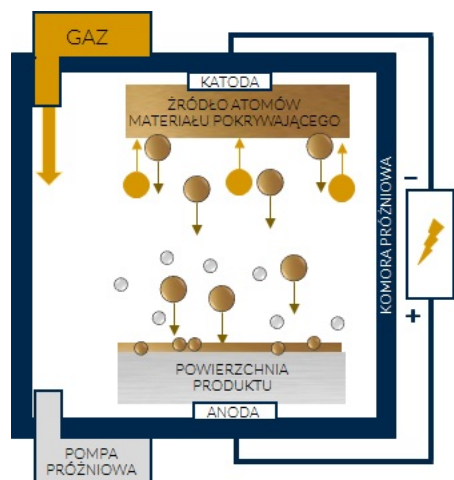 GAZ
KATODA
ŹRÓDŁO ATOMÓW
MATERIAŁU POKRYWAJĄCEGO
KOMORA PRÓŻNIOWA
–
+
POWIERZCHNIA
PRODUKTU
ANODA
POMPA
PRÓŻNIOWA